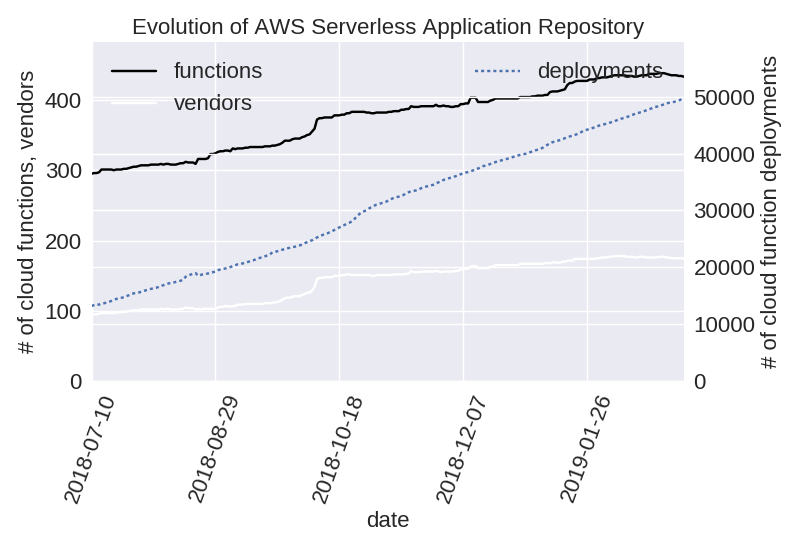 Evolution of AWS Serverless Application Repository
functions
vendors
deployments
# of cloud functions, vendors
400
300
200
100
0
# of cloud function deployments
50000
40000
30000
20000
10000
0
2018-07-10
2018-08-29
2018-10-18
2018-12-07
2019-01-26
date